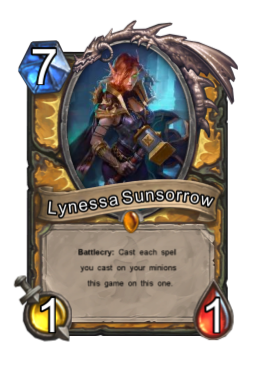 7
Lynessa Sunsorrow
Battlecry: Cast each spel
you cast on your minions
this game on this one.
1
1